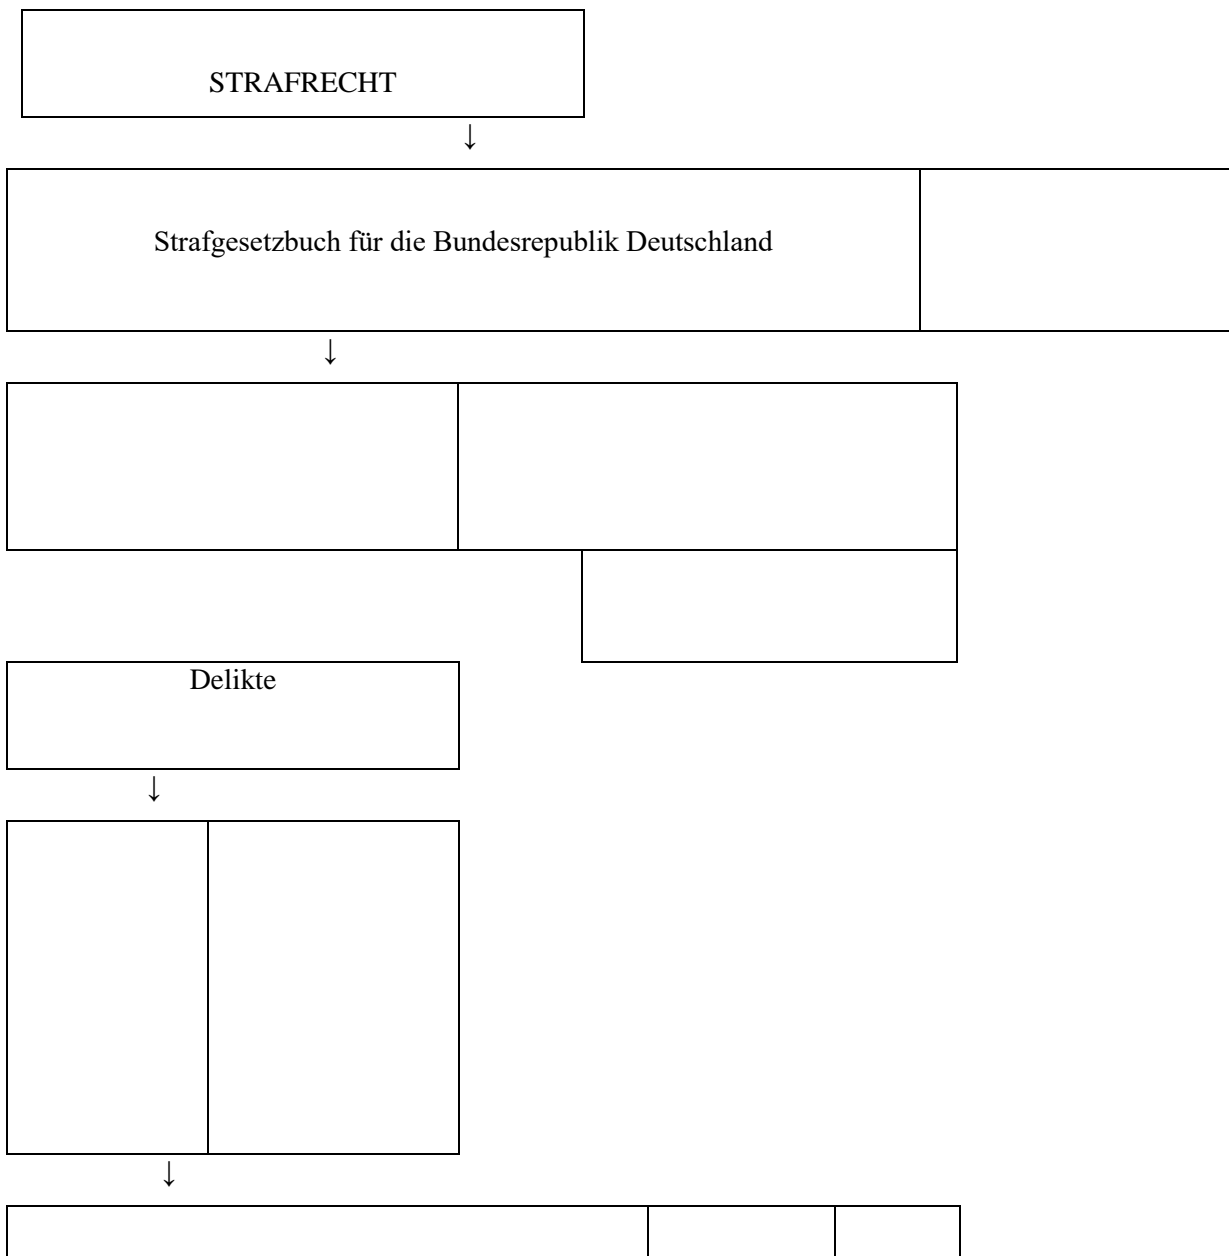 STRAFRECHT
↓
Strafgesetzbuch für die Bundesrepublik Deutschland
↓
Delikte
↓
↓